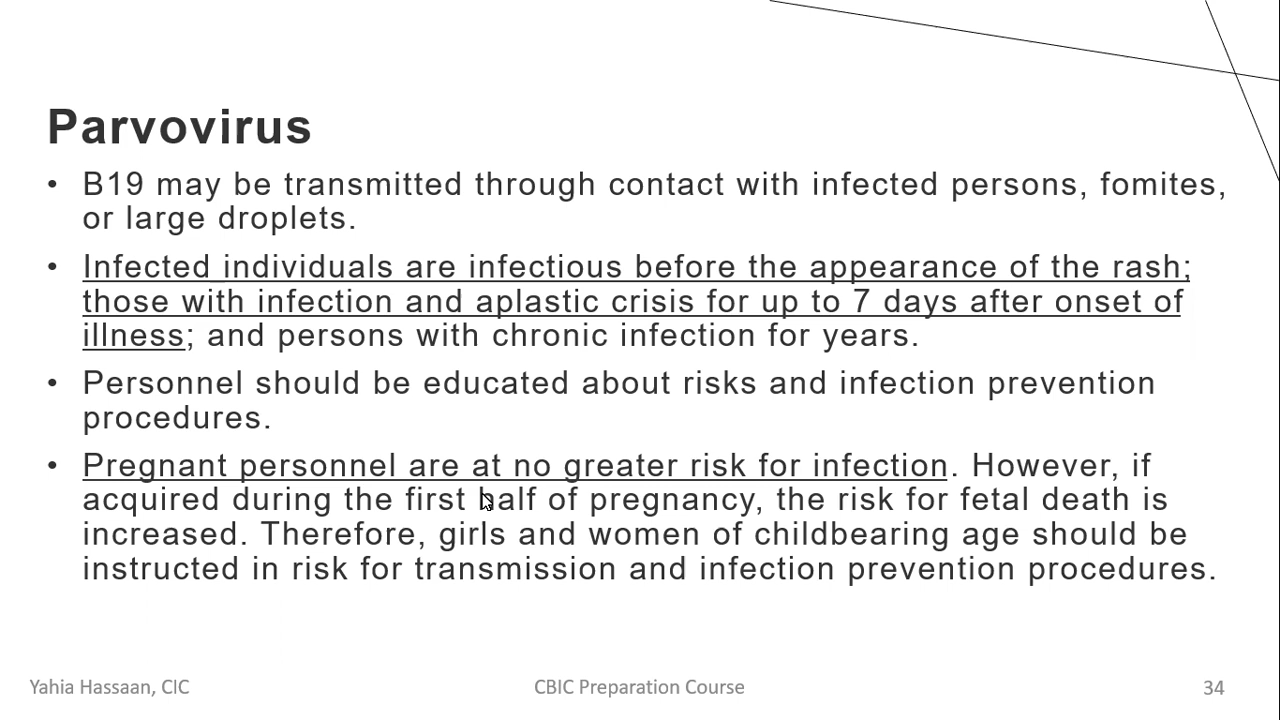 Parvovirus
• B19 may be transmitted through contact with infected persons, fomites,
or large droplets.
• Infected individuals are infectious before the appearance of the rash;
those with infection and aplastic crisis for up to 7 days after onset of
illness; and persons with chronic infection for years.
• Personnel should be educated about risks and infection prevention
procedures.
• Pregnant personnel are at no greater risk for infection. However, if
acquired during the first half of pregnancy, the risk for fetal death is
increased. Therefore, girls and women of childbearing age should be
instructed in risk for transmission and infection prevention procedures.
Yahia Hassaan, CIC
CBIC Preparation Course
34